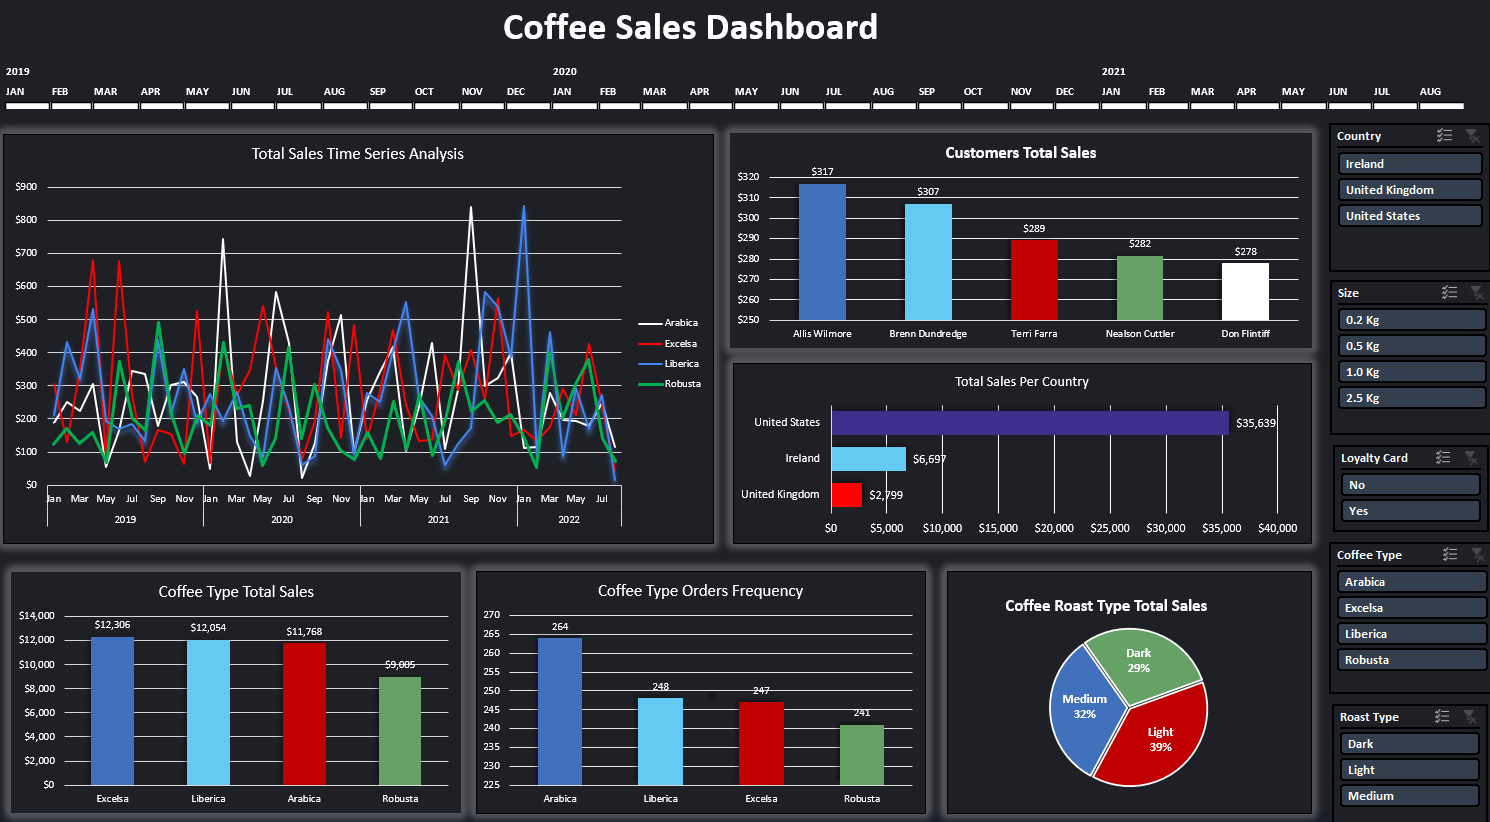 Coffee Sales Dashboard
2019 2020 2021
JAN FEB MAR APR MAY JUN JUL AUG SEP OCT NOV DEC JAN FEB MAR APR MAY JUN JUL AUG SEP OCT NOV DEC JAN FEB MAR APR MAY JUN JUL AUG
Total Sales Time Series Analysis
$900
$800
$700
$600
$500
$400
$300
$200
$100
$0
Jan Mar May Jul Sep Nov Jan Mar May Jul Sep Nov Jan Mar May Jul Sep Nov Jan Mar May Jul
2019 2020 2021 2022
Arabica
Excelsa
Liberica
Robusta
Customers Total Sales
$320
$310
$300
$290
$280
$270
$260
$250
$317
$307
$289
$282
$278
Allis Wilmore Brenn Dundredge Terri Farra Nealson Cuttler Don Flintiff
Total Sales Per Country
United States $35,639
Ireland $6,697
United Kingdom $2,799
$0 $5,000 $10,000 $15,000 $20,000 $25,000 $30,000 $35,000 $40,000
Country
Ireland
United Kingdom
United States
Size
0.2 Kg
0.5 Kg
1.0 Kg
2.5 Kg
Loyalty Card
No
Yes
Coffee Type Total Sales
$14,000
$12,000
$10,000
$8,000
$6,000
$4,000
$2,000
$0
$12,306
$12,054
$11,768
$9,005
Excelsa Liberica Arabica Robusta
Coffee Type Orders Frequency
270
265
260
255
250
245
240
235
230
225
264
248
247
241
Arabica Liberica Excelsa Robusta
Coffee Roast Type Total Sales
Dark
29%
Medium
32%
Light
39%
Coffee Type
Arabica
Excelsa
Liberica
Robusta
Roast Type
Dark
Light
Medium